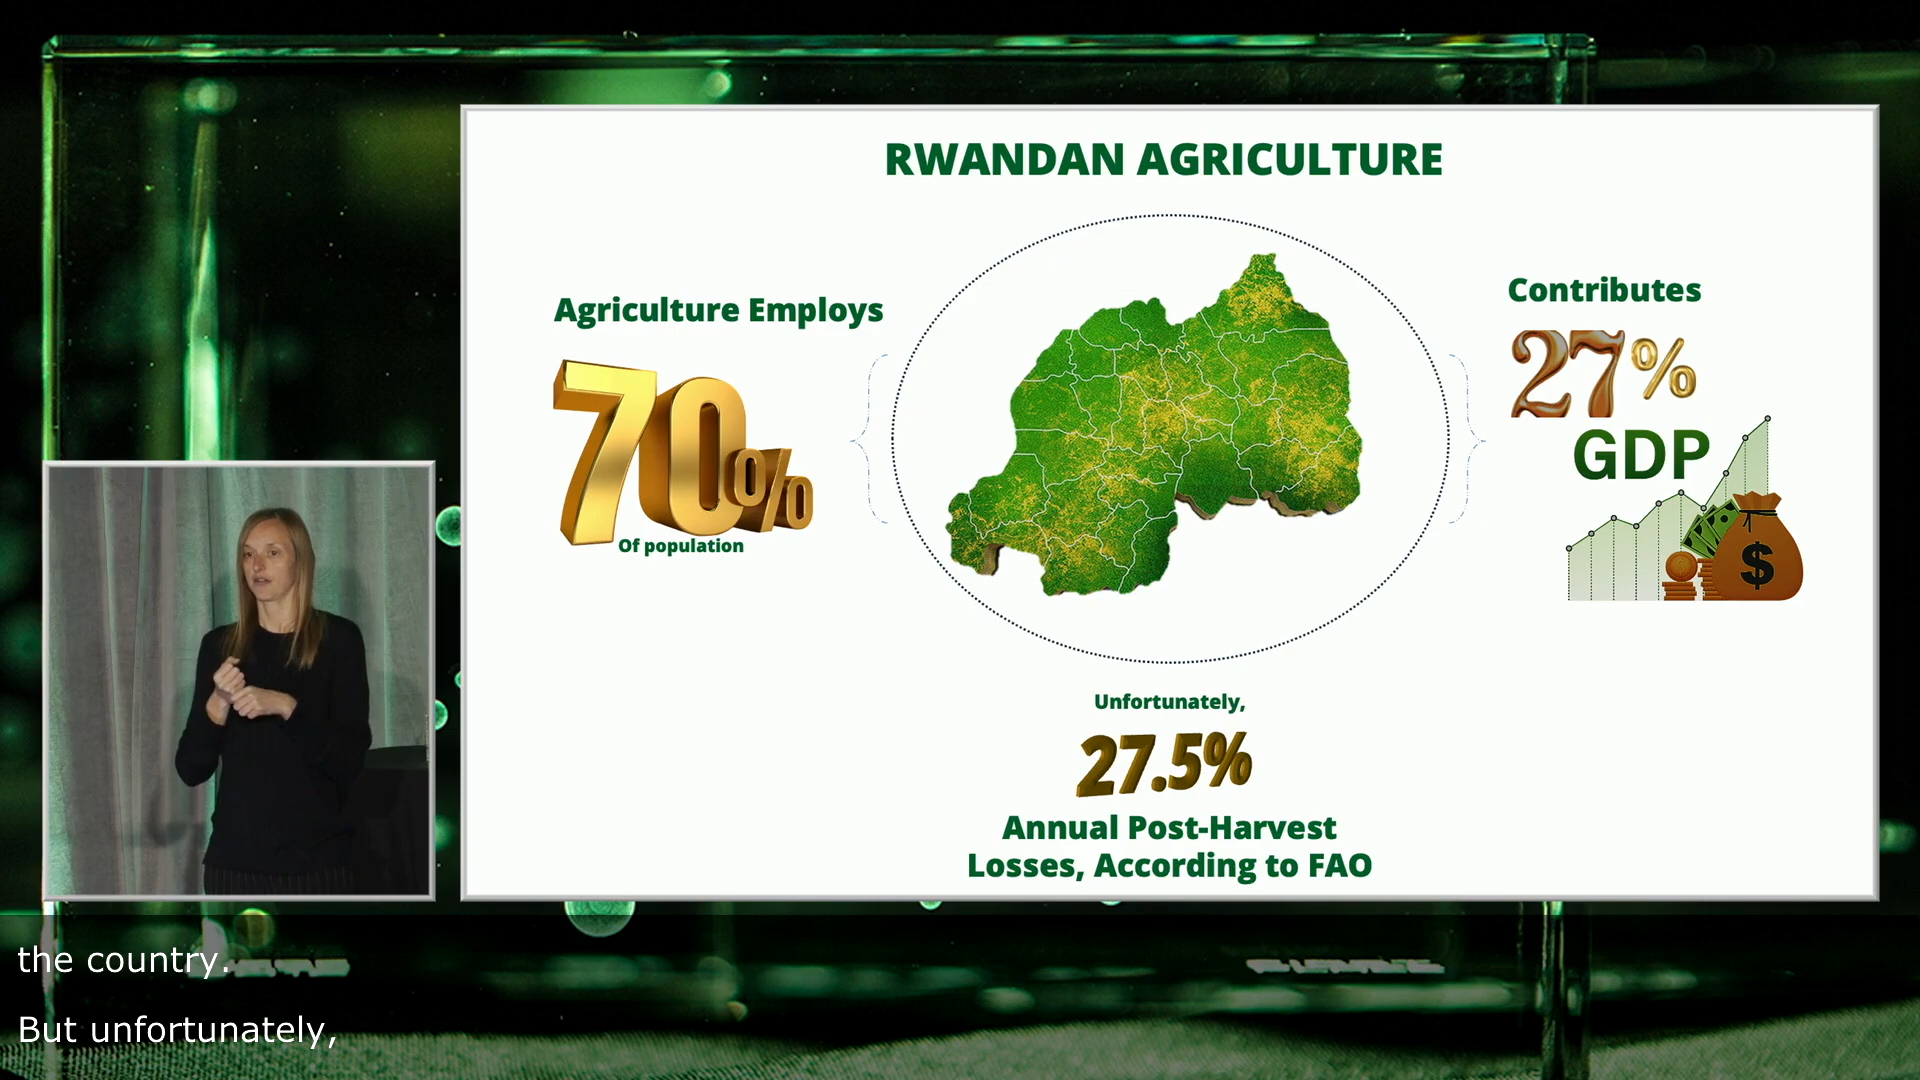 RWANDAN AGRICULTURE
Agriculture Employs
70%
Of population
Contributes
27%
GDP
$
Unfortunately,
27.5%
Annual Post-Harvest
Losses, According to FAO
the country.
But unfortunately,